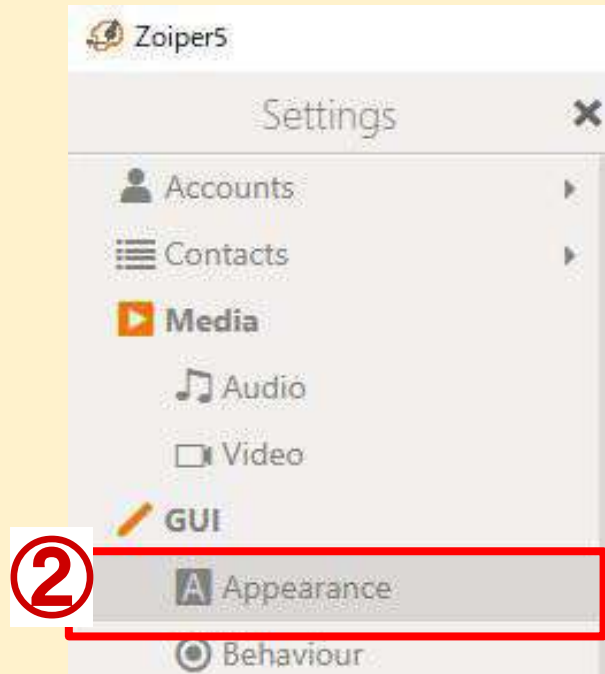 Zoiper5
Settings
Accounts
Contacts
Media
Audio
Video
GUI
②
A Appearance
Behaviour